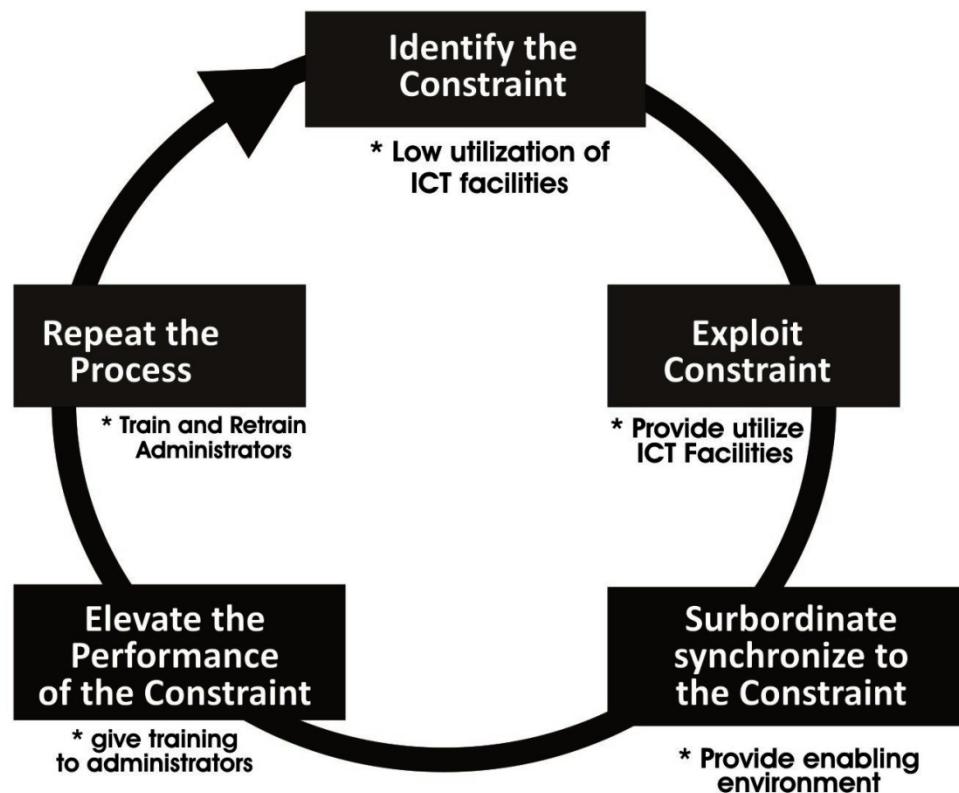 Identify the
Constraint
* Low utilization of
ICT facilities
Exploit
Constraint
* Provide utilize
ICT Facilities
Surbordinate
synchronize to
the Constraint
* Provide enabling
environment
Elevate the
Performance
of the Constraint
* give training
to administrators
Repeat the
Process
* Train and Retrain
Administrators